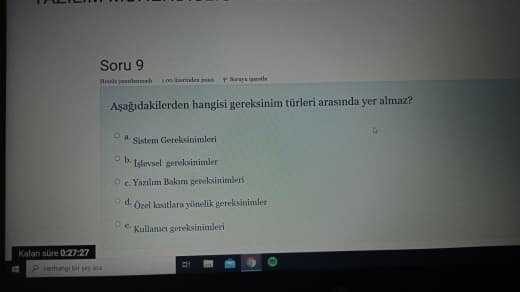 Soru 9
Henüz yanıtlanmadı 1,00 üzerinden puan Soruyu işaretle
Aşağıdakilerden hangisi gereksinim türleri arasında yer almaz?
a. Sistem Gereksinimleri
b. İşlevsel gereksinimler
c. Yazılım Bakım gereksinimleri
d. Özel kısıtlara yönelik gereksinimler
e. Kullanıcı gereksinimleri
Kalan süre 0:27:27
Herhangi bir şey ara